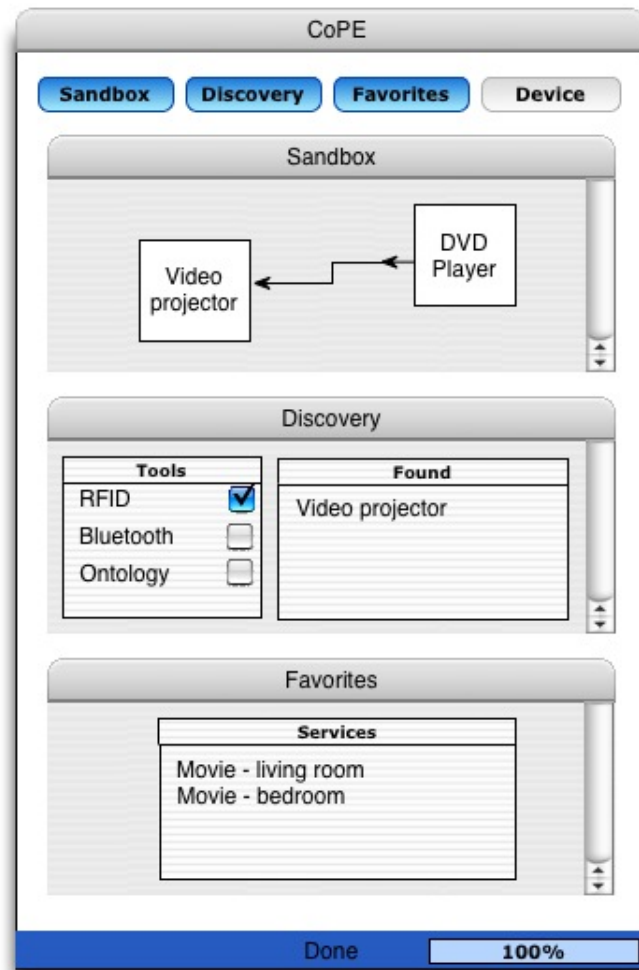 CoPE
Sandbox Discovery Favorites Device
Sandbox
Video
projector
DVD
Player
Discovery
Tools
RFID
Bluetooth
Ontology
Found
Video projector
Favorites
Services
Movie - living room
Movie - bedroom
Done 100%